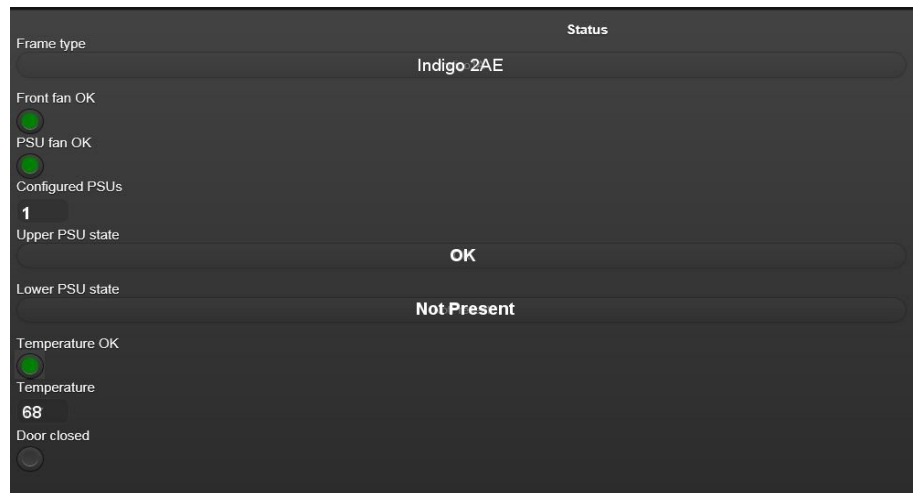 Status
Frame type
Indigo 2AE
Front fan OK
PSU fan OK
Configured PSUs
1
Upper PSU state
OK
Lower PSU state
Not Present
Temperature OK
Temperature
68
Door closed